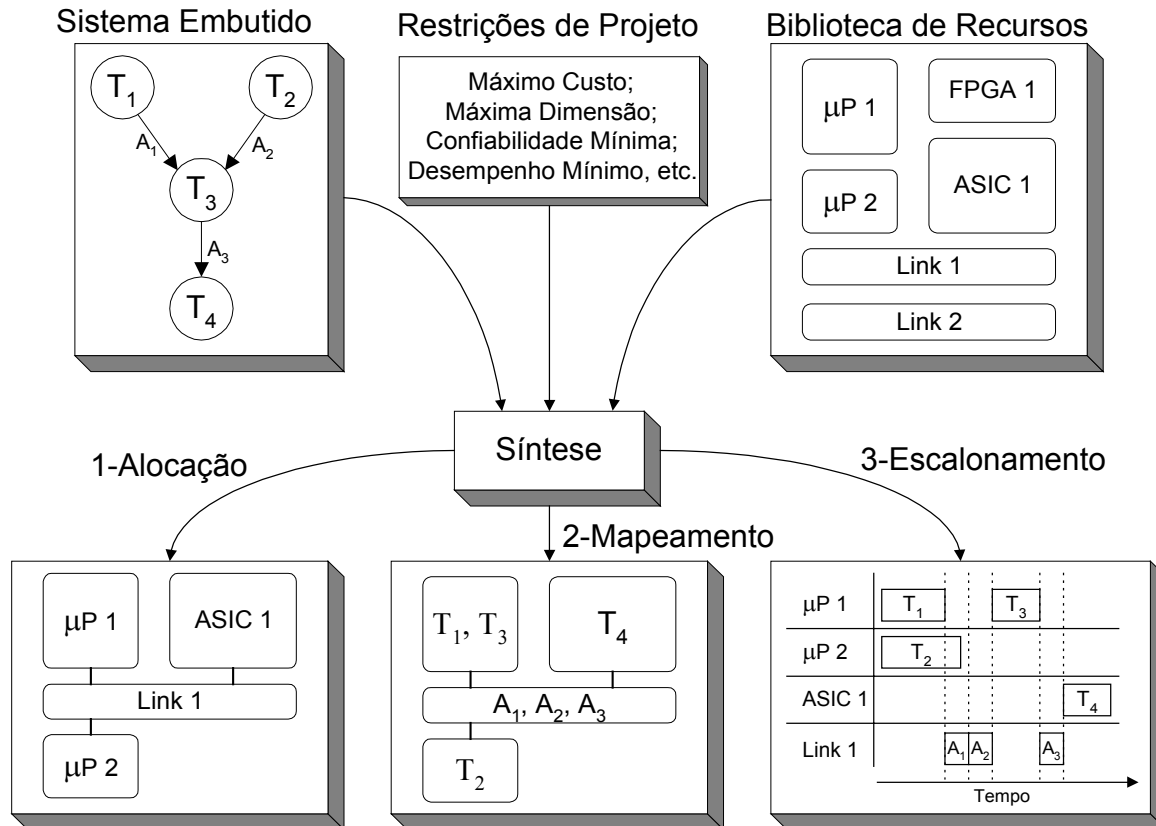 Sistema Embutido
Restrições de Projeto
Biblioteca de Recursos
T1
T2
A1
A2
T3
A3
T4
Máximo Custo;
Máxima Dimensão;
Confiabilidade Mínima;
Desempenho Mínimo, etc.
μP 1
FPGA 1
μP 2
ASIC 1
Link 1
Link 2
Síntese
1-Alocação
2-Mapeamento
3-Escalonamento
μP 1
ASIC 1
Link 1
μP 2
T1, T3
T4
A1, A2, A3
T2
μP 1
T1
T3
μP 2
T2
ASIC 1
T4
Link 1
A1
A2
A3
Tempo